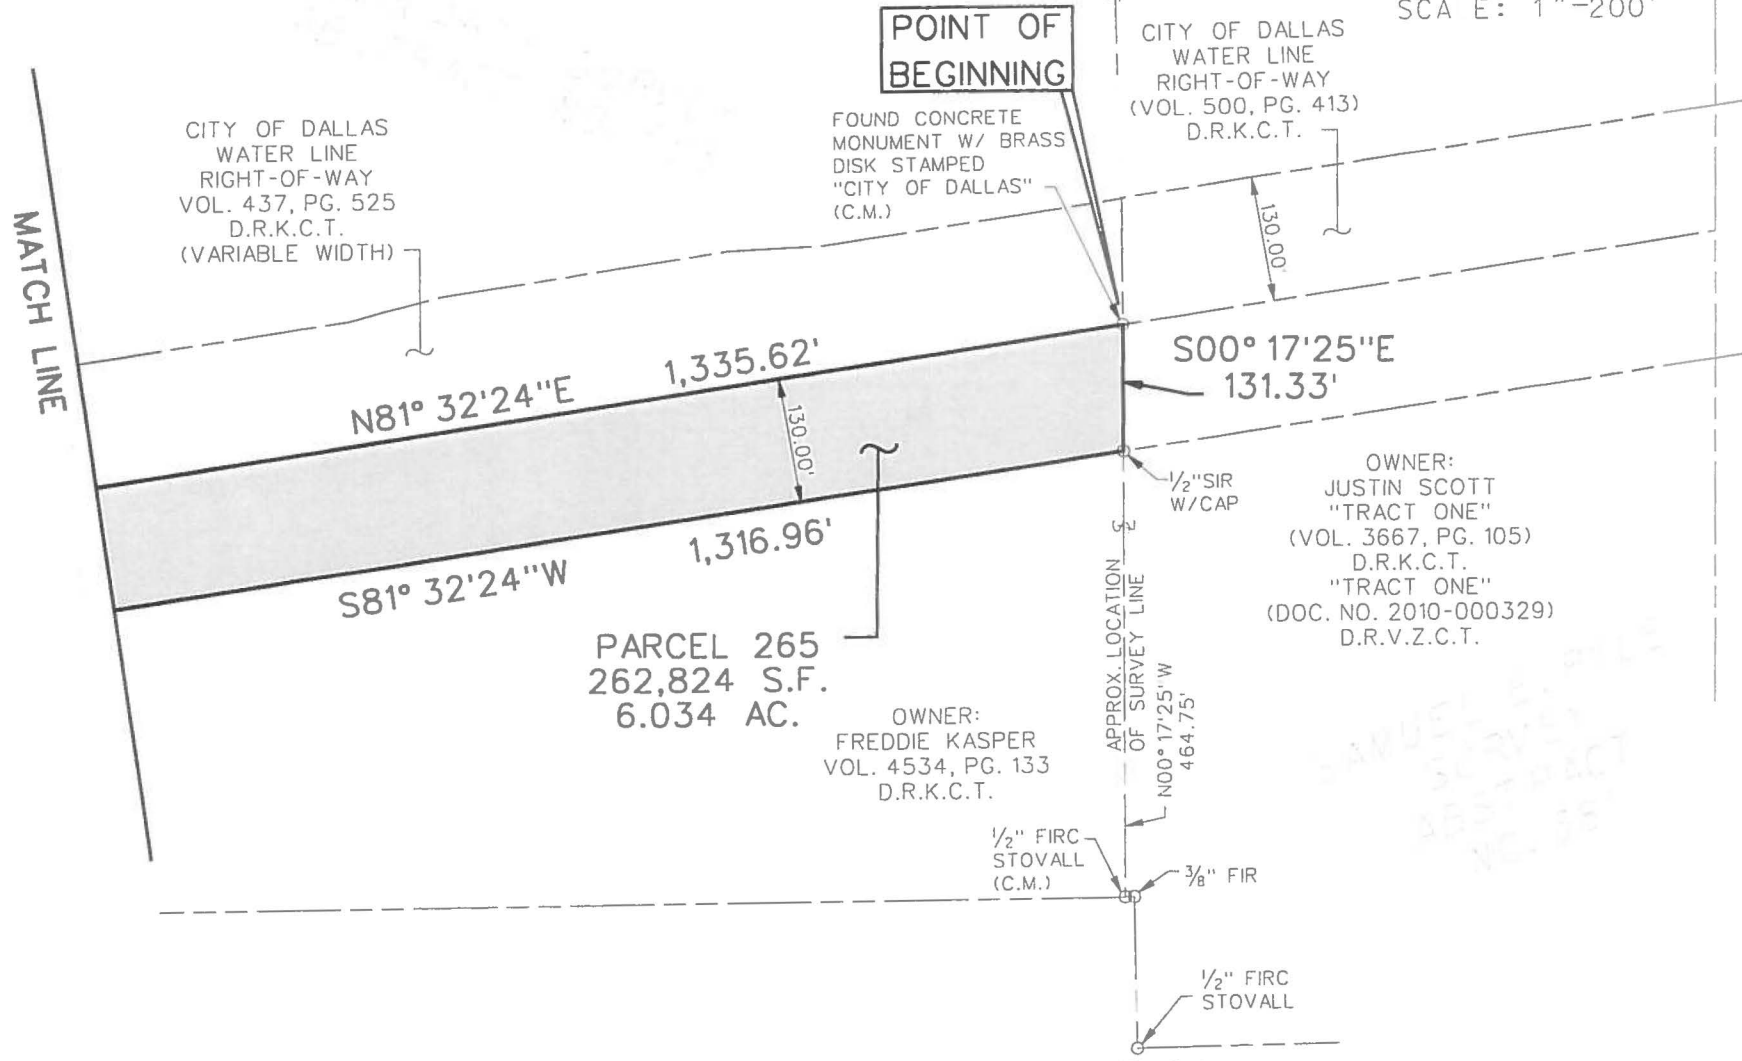 POINT OF
BEGINNING
SCA E: 1"-200'
CITY OF DALLAS
WATER LINE
RIGHT-OF-WAY
(VOL. 500, PG. 413)
D.R.K.C.T.
FOUND CONCRETE
MONUMENT W/ BRASS
DISK STAMPED
"CITY OF DALLAS"
(C.M.)
CITY OF DALLAS
WATER LINE
RIGHT-OF-WAY
VOL. 437, PG. 525
D.R.K.C.T.
(VARIABLE WIDTH)
MATCH LINE
130.00'
N81° 32'24"E
1,335.62'
S00° 17'25"E
131.33'
130.00'
S81° 32'24"W
1,316.96'
1/2"SIR
W/CAP
OWNER:
JUSTIN SCOTT
"TRACT ONE"
(VOL. 3667, PG. 105)
D.R.K.C.T.
"TRACT ONE"
(DOC. NO. 2010-000329)
D.R.V.Z.C.T.
PARCEL 265
262,824 S.F.
6.034 AC.
OWNER:
FREDDIE KASPER
VOL. 4534, PG. 133
D.R.K.C.T.
APPROX. LOCATION
OF SURVEY LINE
N00° 17'25"W
464.75'
1/2" FIRC
STOVALL
(C.M.)
3/8" FIR
1/2" FIRC
STOVALL